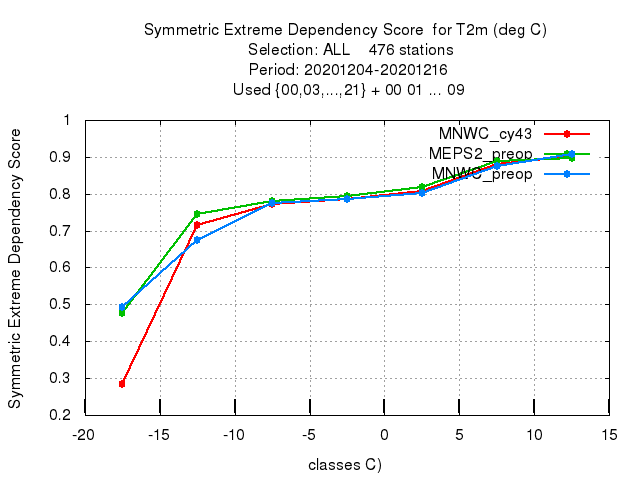 Symmetric Extreme Dependency Score  for T2m (deg C)
Selection: ALL    476 stations
Period: 20201204-20201216
Used {00,03,...,21} + 00 01 ... 09
Symmetric Extreme Dependency Score
1
0.9
0.8
0.7
0.6
0.5
0.4
0.3
0.2
MNWC_cy43
MEPS2_preop
MNWC_preop
-20 -15 -10 -5 0 5 10 15
classes C)